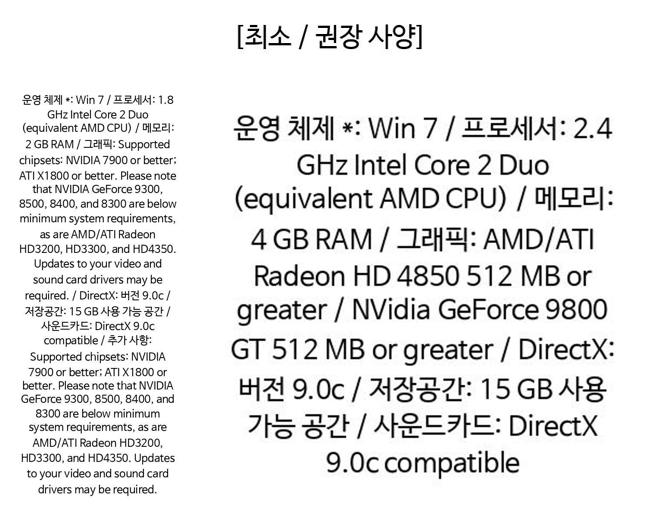 [최소 / 권장 사양]
운영 체제 *: Win 7 / 프로세서: 1.8
GHz Intel Core 2 Duo
(equivalent AMD CPU) / 메모리:
2 GB RAM / 그래픽: Supported
chipsets: NVIDIA 7900 or better;
ATI X1800 or better. Please note
that NVIDIA GeForce 9300,
8500, 8400, and 8300 are below
minimum system requirements,
as are AMD/ATI Radeon
HD3200, HD3300, and HD4350.
Updates to your video and
sound card drivers may be
required. / DirectX: 버전 9.0c /
저장공간: 15 GB 사용 가능 공간 /
사운드카드: DirectX 9.0c
compatible / 추가 사항:
Supported chipsets: NVIDIA
7900 or better; ATI X1800 or
better. Please note that NVIDIA
GeForce 9300, 8500, 8400, and
8300 are below minimum
system requirements, as are
AMD/ATI Radeon HD3200,
HD3300, and HD4350. Updates
to your video and sound card
drivers may be required.
운영 체제 *: Win 7 / 프로세서: 2.4
GHz Intel Core 2 Duo
(equivalent AMD CPU) / 메모리:
4 GB RAM / 그래픽: AMD/ATI
Radeon HD 4850 512 MB or
greater / NVidia GeForce 9800
GT 512 MB or greater / DirectX:
버전 9.0c / 저장공간: 15 GB 사용
가능 공간 / 사운드카드: DirectX
9.0c compatible